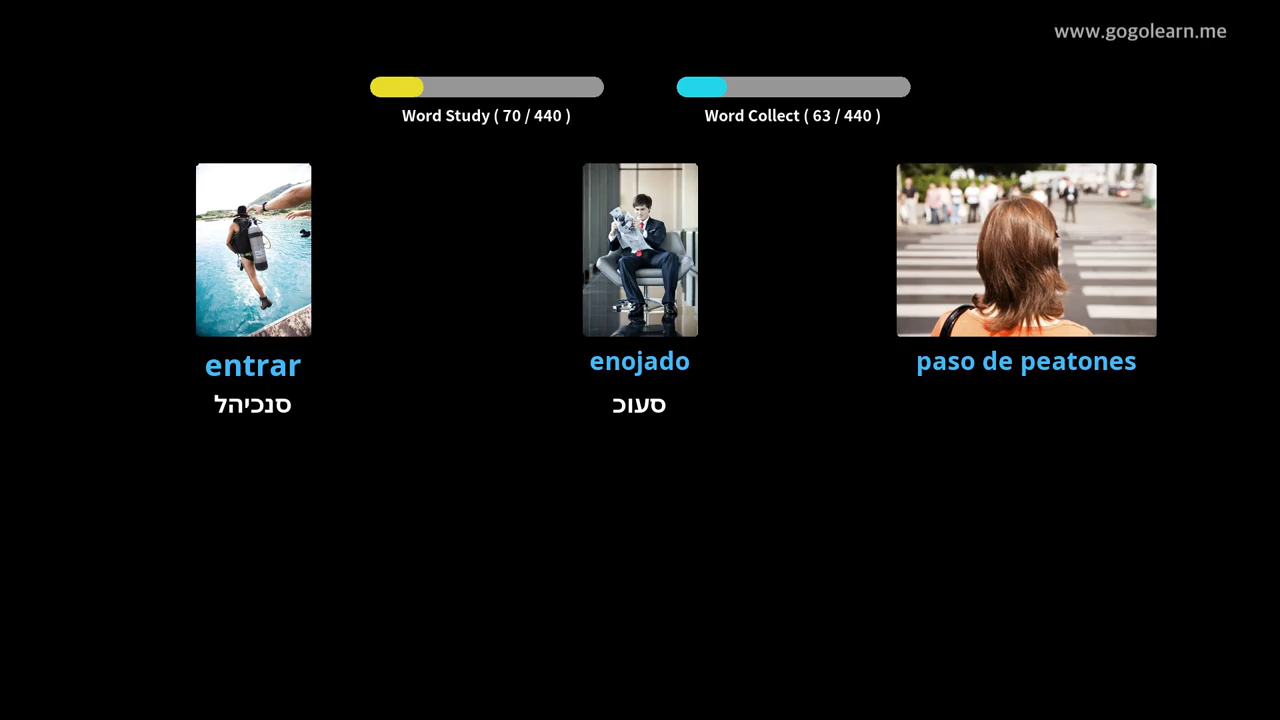 www.gogolearn.me
Word Study ( 70 / 440 )
Word Collect ( 63 / 440 )
entrar
סנכיהל
enojado
סעוכ
paso de peatones